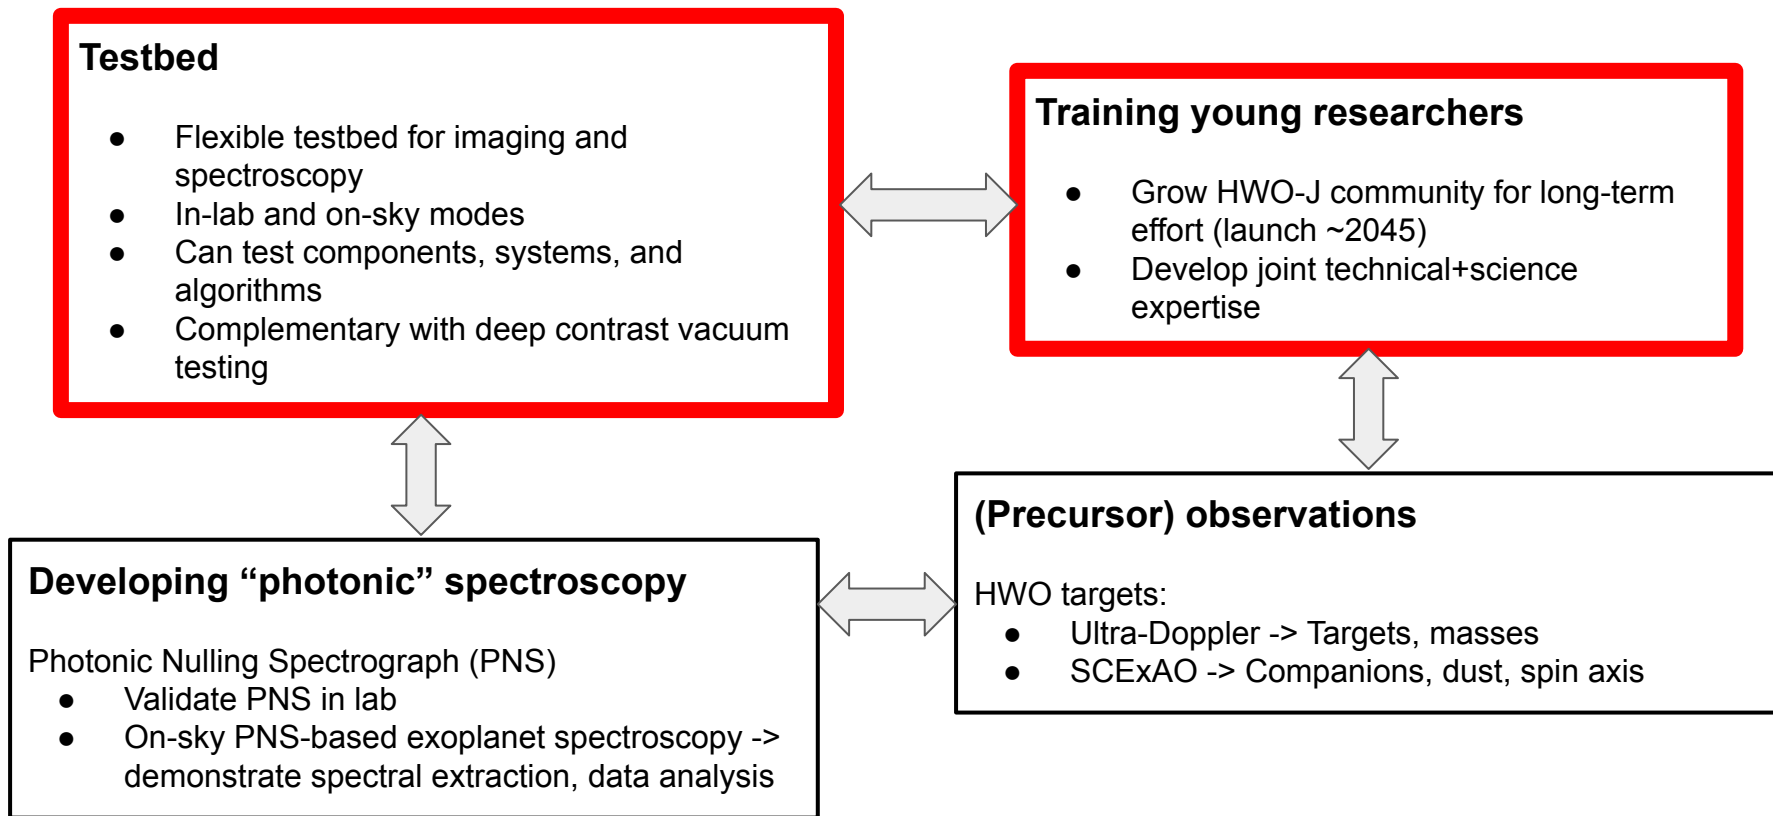 Testbed
● Flexible testbed for imaging and
spectroscopy
● In-lab and on-sky modes
● Can test components, systems, and
algorithms
● Complementary with deep contrast vacuum
testing
Training young researchers
● Grow HWO-J community for long-term
effort (launch ~2045)
● Develop joint technical+science
expertise
Developing “photonic” spectroscopy
Photonic Nulling Spectrograph (PNS)
● Validate PNS in lab
● On-sky PNS-based exoplanet spectroscopy ->
demonstrate spectral extraction, data analysis
(Precursor) observations
HWO targets:
● Ultra-Doppler -> Targets, masses
● SCExAO -> Companions, dust, spin axis